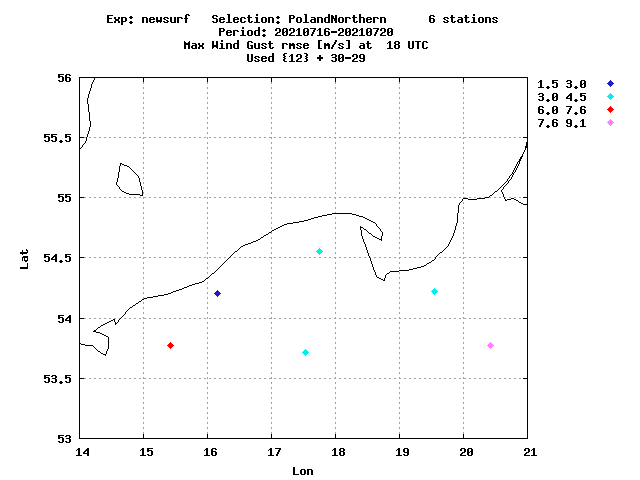 Exp: newsurf   Selection: PolandNorthern      6 stations
Period: 20210716-20210720
Max Wind Gust rmse [m/s] at  18 UTC
Used {12} + 30-29
56
55.5
55
54.5
54
53.5
53
Lat
14 15 16 17 18 19 20 21
Lon
1.5 3.0
3.0 4.5
6.0 7.6
7.6 9.1